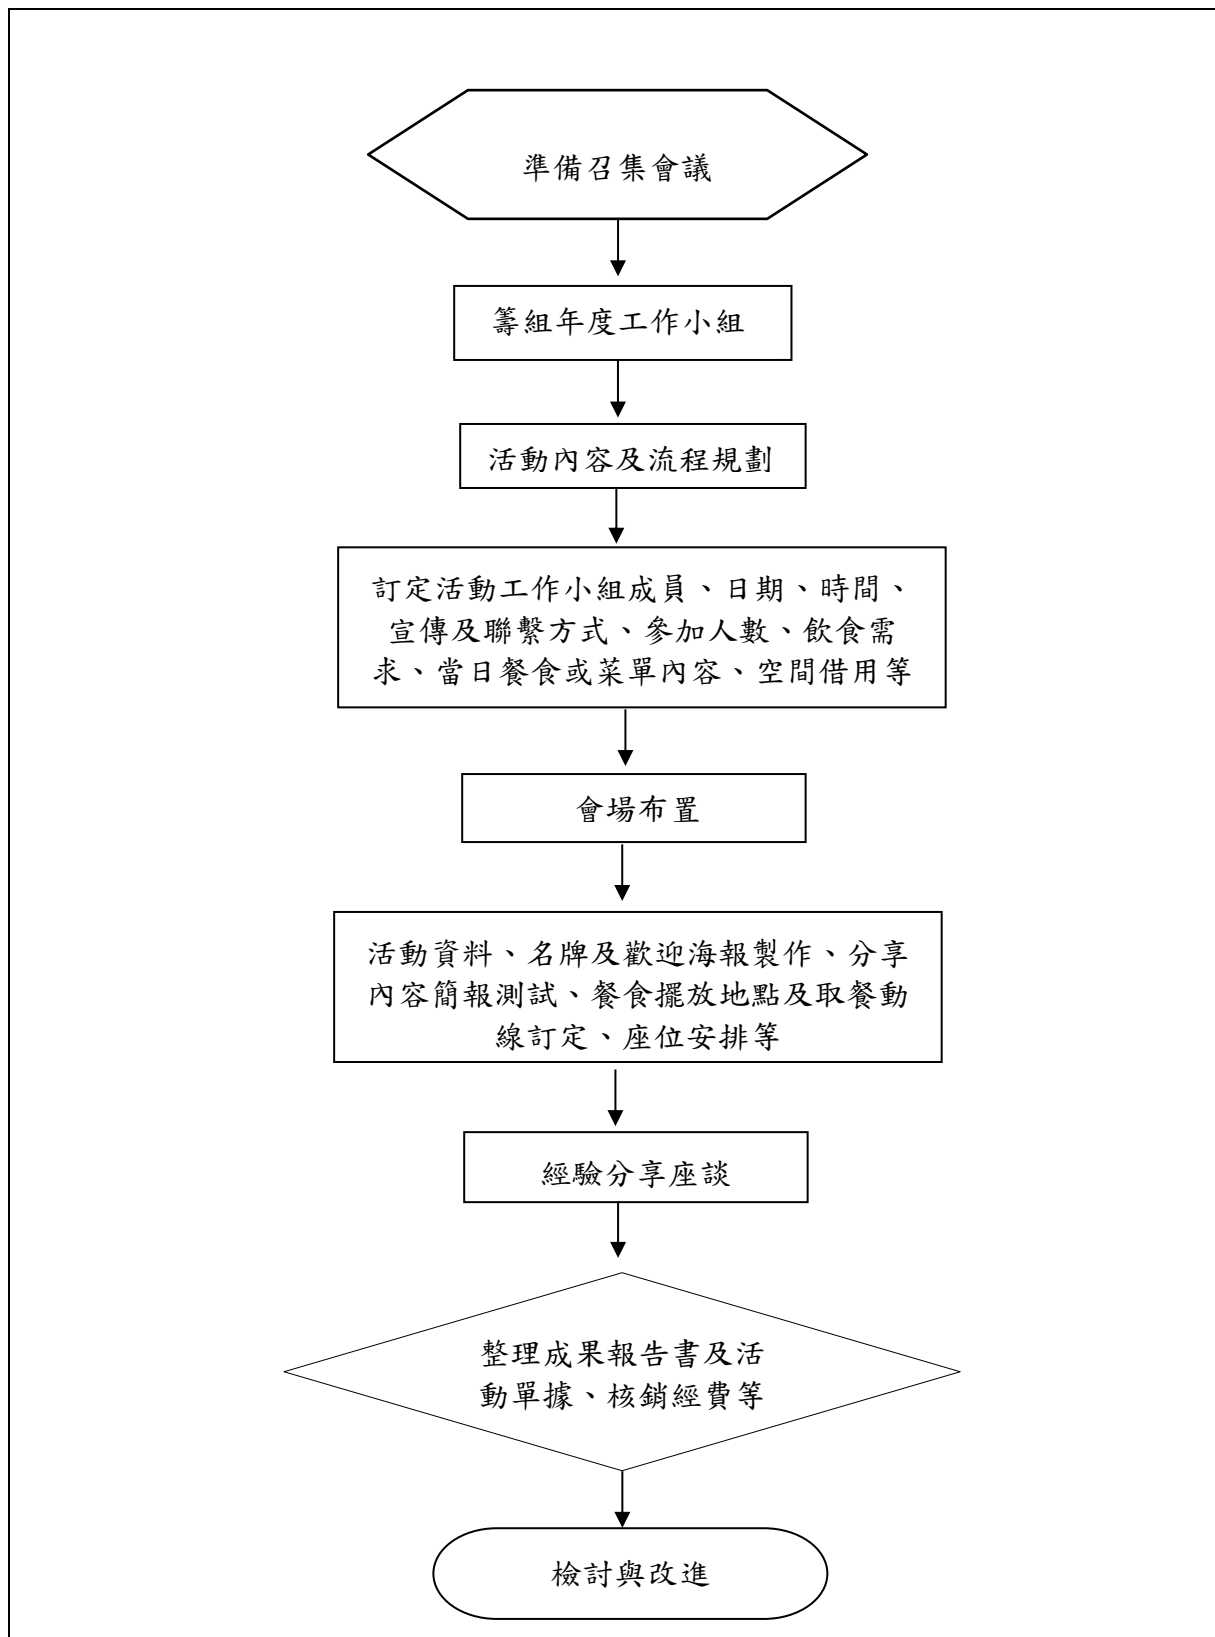 準備召集會議
籌組年度工作小組
活動內容及流程規劃
訂定活動工作小組成員、日期、時間、
宣傳及聯繫方式、參加人數、飲食需
求、當日餐食或菜單內容、空間借用等
會場布置
活動資料、名牌及歡迎海報製作、分享
內容簡報測試、餐食擺放地點及取餐動
線訂定、座位安排等
經驗分享座談
整理成果報告書及活
動單據、核銷經費等
檢討與改進